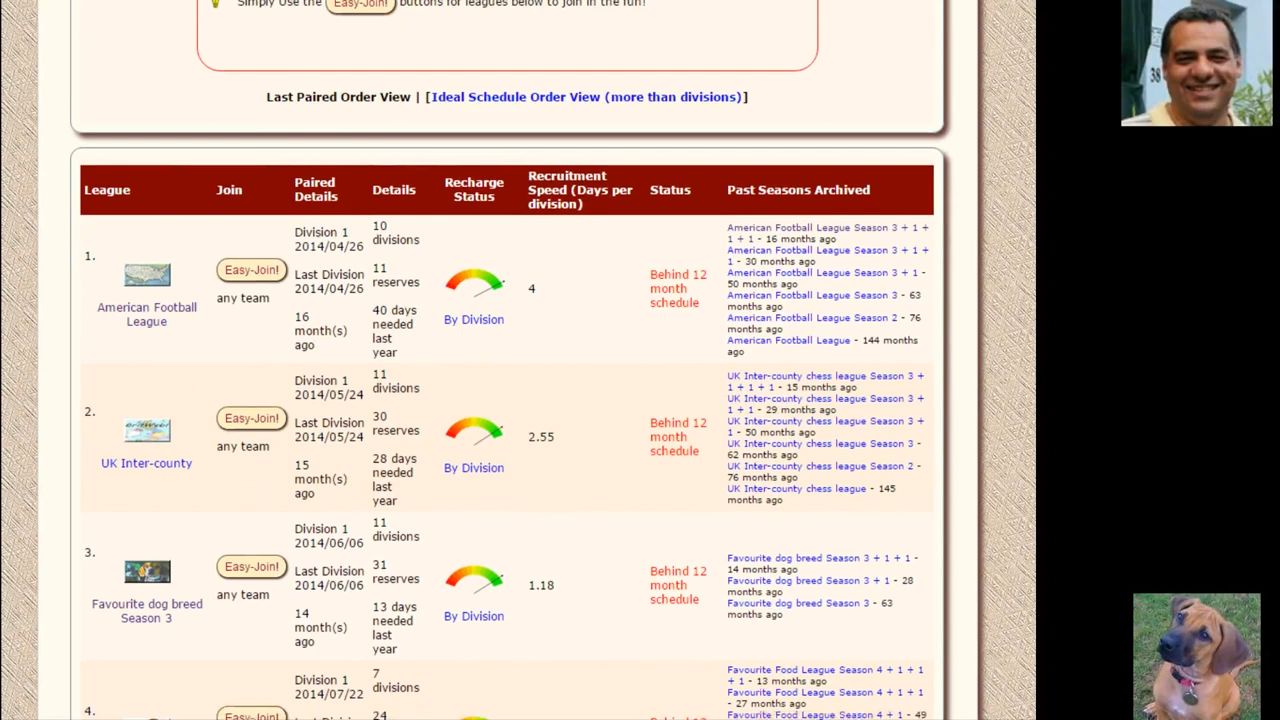 Simply Use the Easy-Join! buttons for leagues below to join in the fun!
Last Paired Order View | [Ideal Schedule Order View (more than divisions)]
League Join Paired Details Details Recharge Status Recruitment Speed (Days per division) Status Past Seasons Archived
1.
American Football
League
Easy-Join!
any team
Division 1
2014/04/26
Last Division
2014/04/26
16
month(s)
ago
10
divisions
11
reserves
40 days
needed
last
year
By Division
4
Behind 12
month
schedule
American Football League Season 3 + 1 +
1 + 1 - 16 months ago
American Football League Season 3 + 1 +
1 - 30 months ago
American Football League Season 3 + 1 -
50 months ago
American Football League Season 3 - 63
months ago
American Football League Season 2 - 76
months ago
American Football League - 144 months
ago
2.
UK Inter-county
Easy-Join!
any team
Division 1
2014/05/24
Last Division
2014/05/24
15
month(s)
ago
11
divisions
30
reserves
28 days
needed
last
year
By Division
2.55
Behind 12
month
schedule
UK Inter-county chess league Season 3 +
1 + 1 + 1 - 15 months ago
UK Inter-county chess league Season 3 +
1 + 1 - 29 months ago
UK Inter-county chess league Season 3 +
1 - 50 months ago
UK Inter-county chess league Season 3 -
62 months ago
UK Inter-county chess league Season 2 -
76 months ago
UK Inter-county chess league - 145
months ago
3.
Favourite dog breed
Season 3
Easy-Join!
any team
Division 1
2014/06/06
Last Division
2014/06/06
14
month(s)
ago
11
divisions
31
reserves
13 days
needed
last
year
By Division
1.18
Behind 12
month
schedule
Favourite dog breed Season 3 + 1 + 1 -
14 months ago
Favourite dog breed Season 3 + 1 - 28
months ago
Favourite dog breed Season 3 - 63
months ago
4.
Easy-Join!
Division 1
2014/07/22
Last Division
7
divisions
24
Behind 12
Favourite Food League Season 4 + 1 + 1
+ 1 - 13 months ago
Favourite Food League Season 4 + 1 + 1
- 27 months ago
Favourite Food League Season 4 + 1 - 49
38